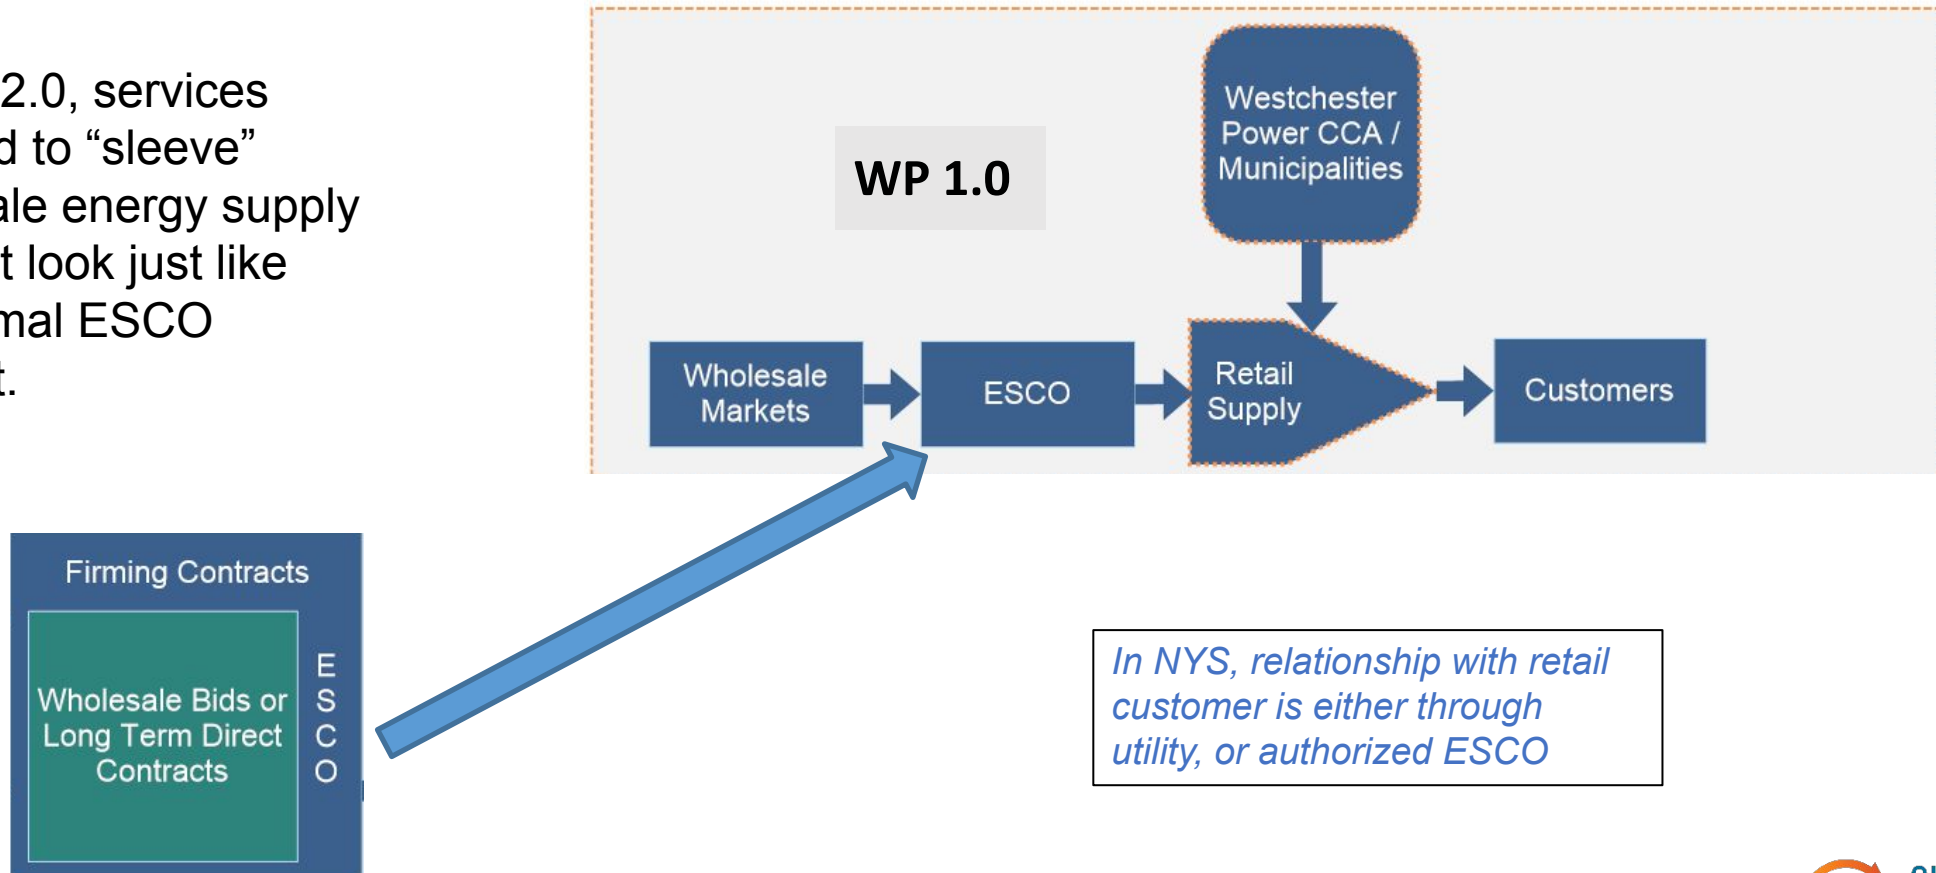 2.0, services
d to “sleeve”
ale energy supply
t look just like
mal ESCO
t.
WP 1.0
Westchester
Power CCA /
Municipalities
Wholesale
Markets
ESCO
Retail
Supply
Customers
Firming Contracts
Wholesale Bids or
Long Term Direct
Contracts
E
S
C
O
In NYS, relationship with retail
customer is either through
utility, or authorized ESCO